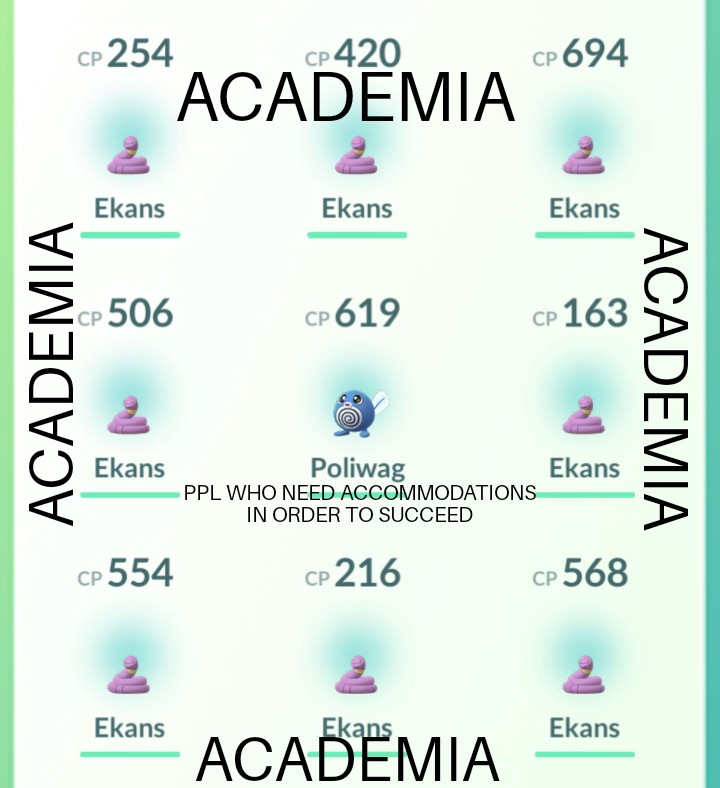 CP 254 CP 420 CP 694
ACADEMIA
Ekans Ekans Ekans
ACADEMIA
ACADEMIA
CP 506 CP 619 CP 163
Ekans Poliwag Ekans
PPL WHO NEED ACCOMMODATIONS
IN ORDER TO SUCCEED
CP 554 CP 216 CP 568
Ekans Ekans Ekans
ACADEMIA